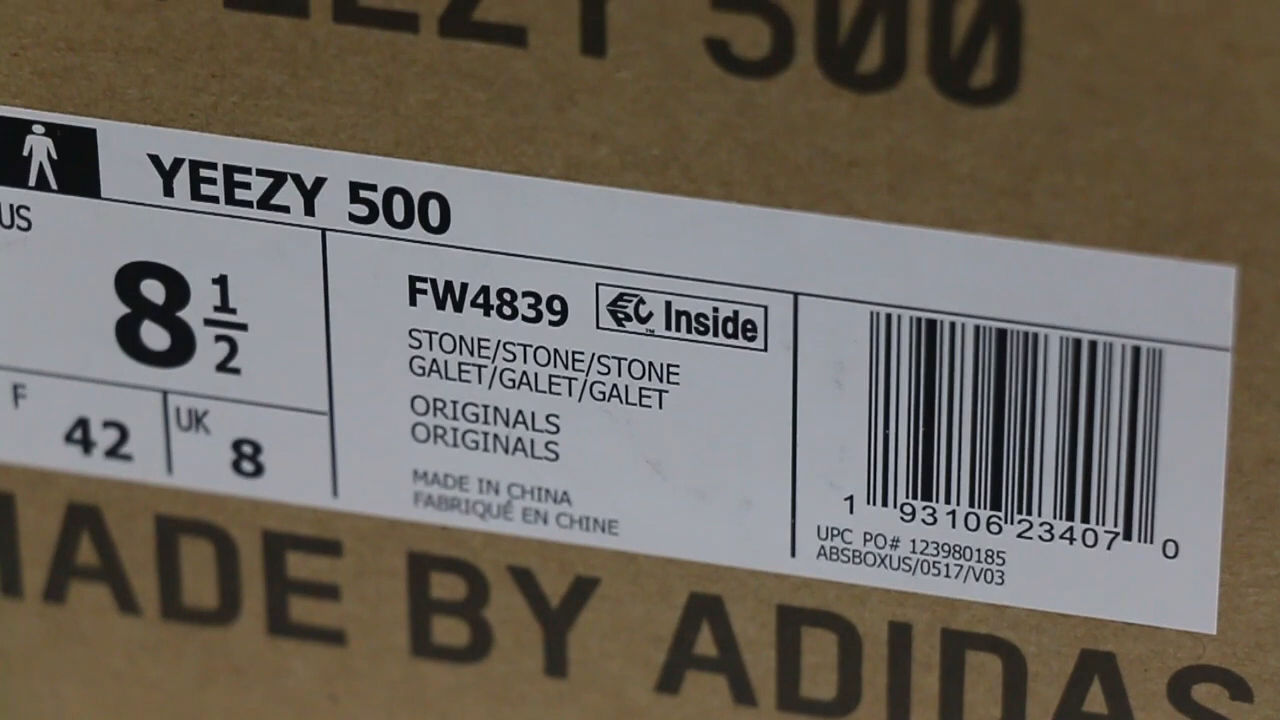 YEEZY 500
YEEZY 500
US
8 1/2
F 42
UK 8
FW4839
EPC™ Inside
STONE/STONE/STONE
GALET/GALET/GALET
ORIGINALS
ORIGINALS
MADE IN CHINA
FABRIQUÉ EN CHINE
1 93106 23407 0
UPC PO# 123980185
ABSBOXUS/0517/V03
MADE BY ADIDAS